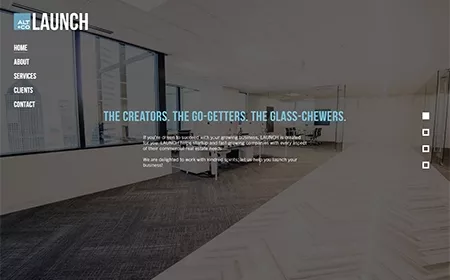 ALT
+CO
LAUNCH
HOME
ABOUT
SERVICES
CLIENTS
CONTACT
THE CREATORS. THE GO-GETTERS. THE GLASS-CHEWERS.
If you're driven to succeed with your growing business, LAUNCH is created
for you. LAUNCH helps startup and fast growing companies with every aspect
of their commercial real estate needs.
We are delighted to work with kindred spirits; let us help you launch your
business!